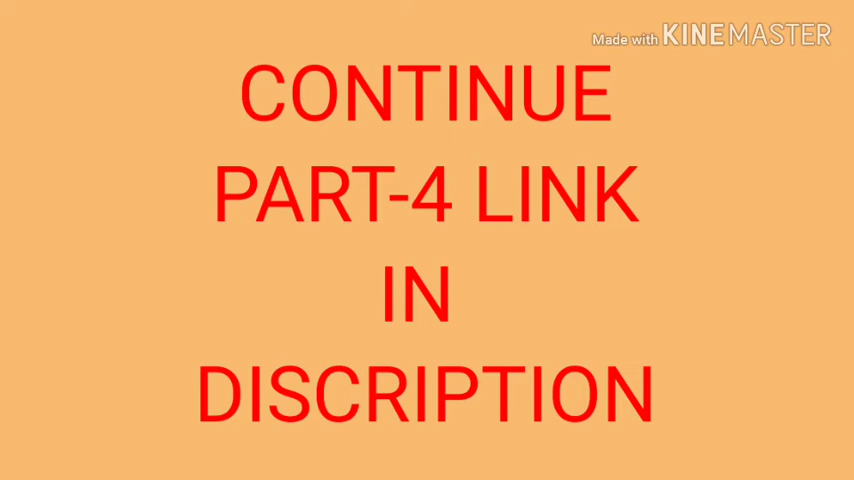 Made with KINEMASTER
CONTINUE
PART-4 LINK
IN
DISCRIPTION